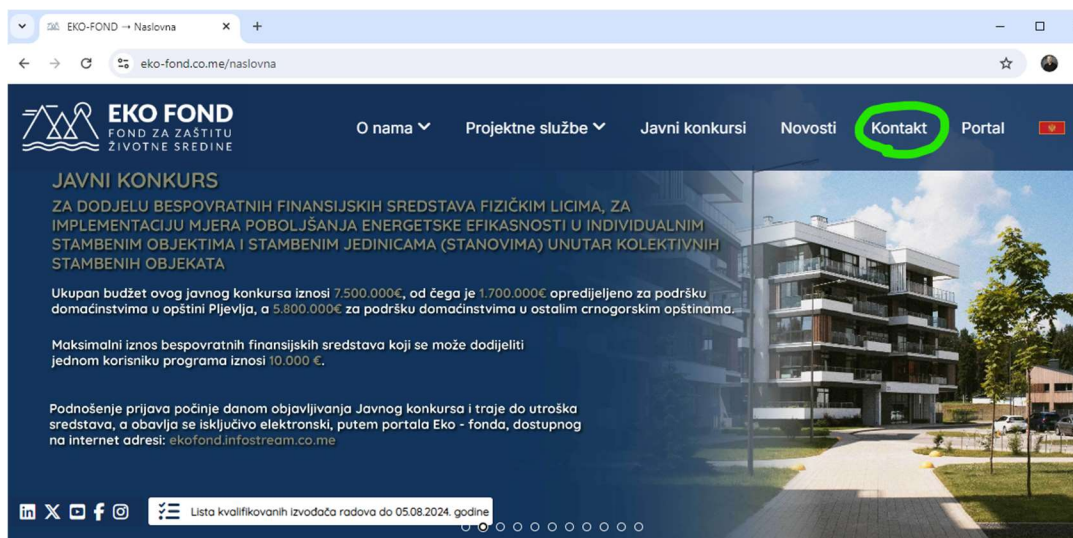 EKO-FOND → Naslovna
eko-fond.co.me/naslovna
EKO FOND
FOND ZA ZAŠTITU
ŽIVOTNE SREDINE
O nama
Projektne službe
Javni konkursi
Novosti
Kontakt
Portal
JAVNI KONKURS
ZA DODJELU BESPOVRATNIH FINANSIJSKIH SREDSTAVA FIZIČKIM LICIMA, ZA
IMPLEMENTACIJU MJERA POBOLJŠANJA ENERGETSKE EFIKASNOSTI U INDIVIDUALNIM
STAMBENIM OBJEKTIMA I STAMBENIM JEDINICAMA (STANOVIMA) UNUTAR KOLEKTIVNIH
STAMBENIH OBJEKATA
Ukupan budžet ovog javnog konkursa iznosi 7.500.000€, od čega je 1.700.000€ opredijeljeno za podršku
domaćinstvima u opštini Pljevlja, a 5.800.000€ za podršku domaćinstvima u ostalim crnogorskim opštinama.
Maksimalni iznos bespovratnih finansijskih sredstava koji se može dodijeliti
jednom korisniku programa iznosi 10.000 €.
Podnošenje prijava počinje danom objavljivanja Javnog konkursa i traje do utroška
sredstava, a obavlja se isključivo elektronski, putem portala Eko - fonda, dostupnog
na internet adresi: ekofond.infostream.co.me
Lista kvalifikovanih izvođača radova do 05.08.2024. godine